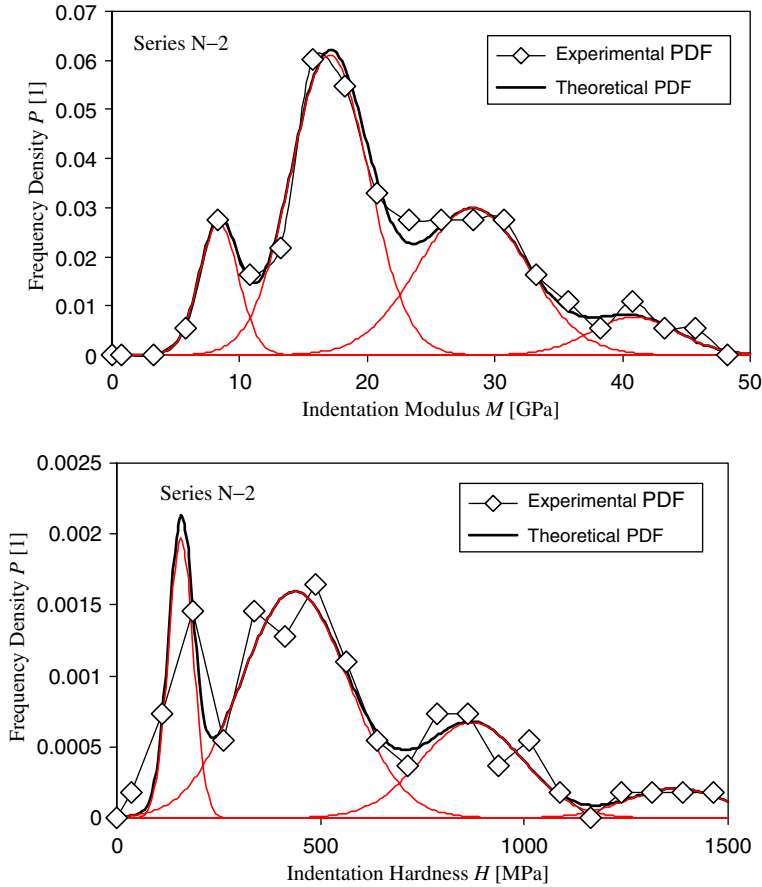 Series N–2
Experimental PDF
Theoretical PDF
Frequency Density P [1]
0.07
0.06
0.05
0.04
0.03
0.02
0.01
0
0 10 20 30 40 50
Indentation Modulus M [GPa]
Series N–2
Experimental PDF
Theoretical PDF
Frequency Density P [1]
0.0025
0.002
0.0015
0.001
0.0005
0
0 500 1000 1500
Indentation Hardness H [MPa]